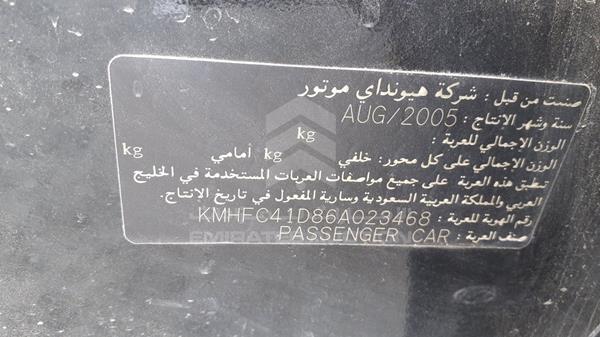 صنعت من قبل : شركة هيونداي موتور
سنة وشهر الإنتاج : AUG/2005
الوزن الإجمالي للعربة : kg
الوزن الإجمالي على كل محور: خلفي kg أمامي kg
تطبق هذه العربة على جميع مواصفات العربات المستخدمة في الخليج
العربي والمملكة العربية السعودية وسارية المفعول في تاريخ الإنتاج.
رقم الهوية للعربة : KMHFC41D86A023468
صنف العربة : PASSENGER CAR